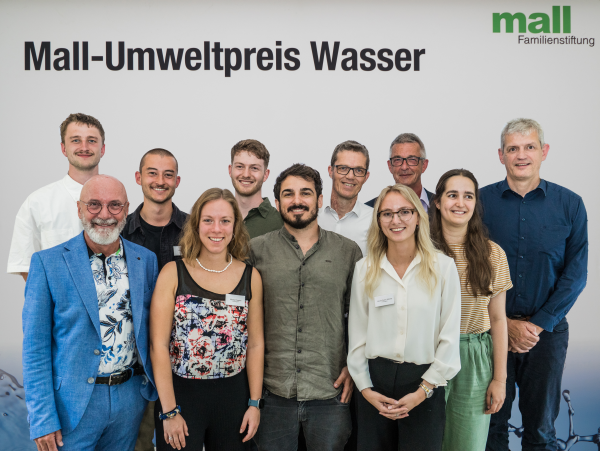 mall
Familienstiftung
Mall-Umweltpreis Wasser